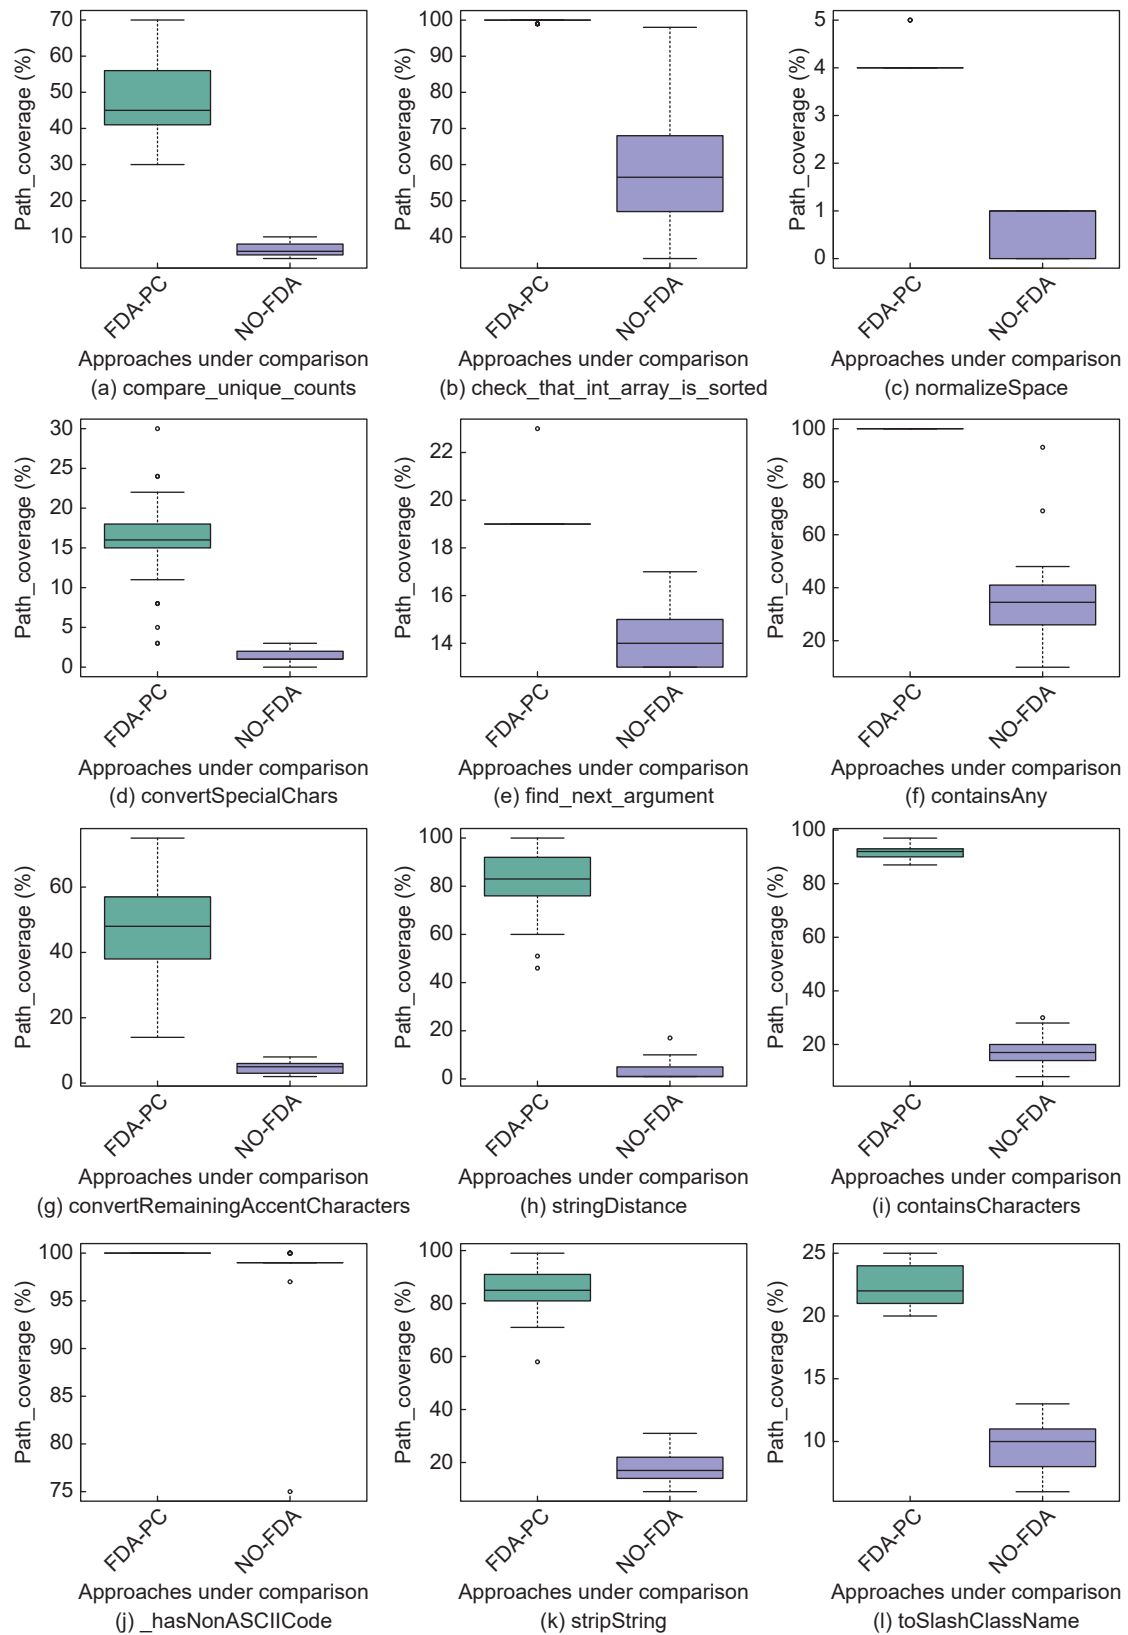 70
60
50
40
30
20
10
Path_coverage (%)
FDA-PC
NO-FDA
Approaches under comparison
(a) compare_unique_counts
100
90
80
70
60
50
40
Path_coverage (%)
FDA-PC
NO-FDA
Approaches under comparison
(b) check_that_int_array_is_sorted
5
4
3
2
1
0
Path_coverage (%)
FDA-PC
NO-FDA
Approaches under comparison
(c) normalizeSpace
30
25
20
15
10
5
0
Path_coverage (%)
FDA-PC
NO-FDA
Approaches under comparison
(d) convertSpecialChars
22
20
18
16
14
Path_coverage (%)
FDA-PC
NO-FDA
Approaches under comparison
(e) find_next_argument
100
80
60
40
20
Path_coverage (%)
FDA-PC
NO-FDA
Approaches under comparison
(f) containsAny
60
40
20
0
Path_coverage (%)
FDA-PC
NO-FDA
Approaches under comparison
(g) convertRemainingAccentCharacters
100
80
60
40
20
0
Path_coverage (%)
FDA-PC
NO-FDA
Approaches under comparison
(h) stringDistance
100
80
60
40
20
Path_coverage (%)
FDA-PC
NO-FDA
Approaches under comparison
(i) containsCharacters
100
95
90
85
80
75
Path_coverage (%)
FDA-PC
NO-FDA
Approaches under comparison
(j) _hasNonASCIICode
100
80
60
40
20
Path_coverage (%)
FDA-PC
NO-FDA
Approaches under comparison
(k) stripString
25
20
15
10
Path_coverage (%)
FDA-PC
NO-FDA
Approaches under comparison
(l) toSlashClassName